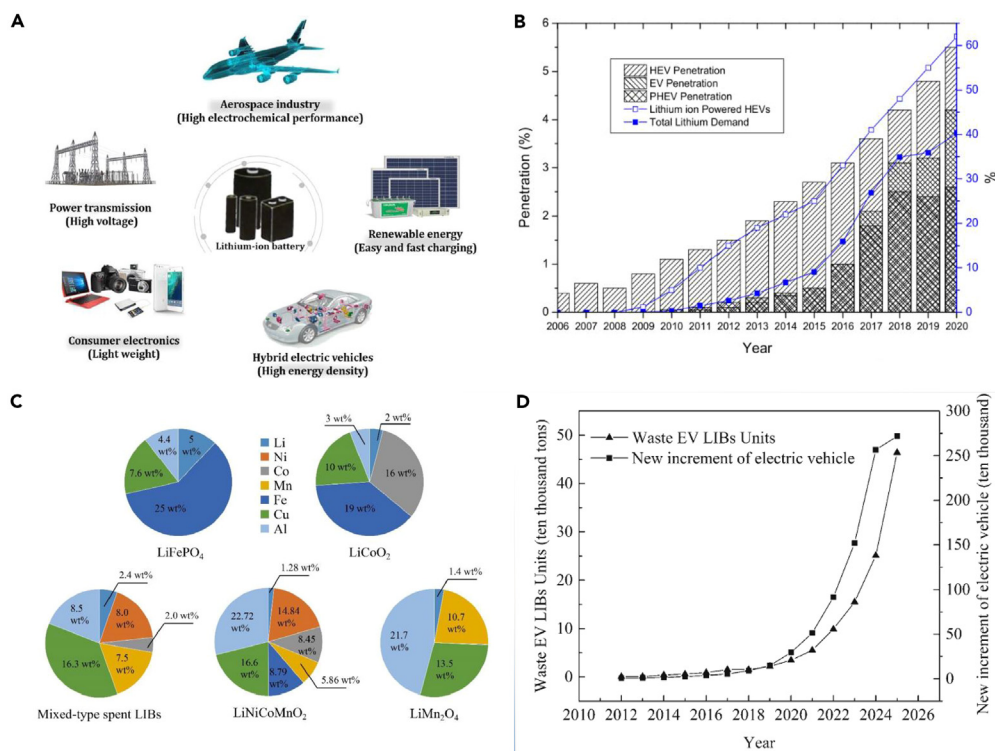 A
Aerospace industry
(High electrochemical performance)
Power transmission
(High voltage)
Lithium-ion battery
Renewable energy
(Easy and fast charging)
Consumer electronics
(Light weight)
Hybrid electric vehicles
(High energy density)
B
HEV Penetration
EV Penetration
PHEV Penetration
Lithium ion Powered HEVs
Total Lithium Demand
Penetration (%)
6
5
4
3
2
1
0
60
50
40
30
20
10
0
%
2006 2007 2008 2009 2010 2011 2012 2013 2014 2015 2016 2017 2018 2019 2020
Year
C
4.4 wt%
5 wt%
7.6 wt%
25 wt%
LiFePO4
Li
Ni
Co
Mn
Fe
Cu
Al
3 wt%
2 wt%
10 wt%
16 wt%
19 wt%
LiCoO2
2.4 wt%
8.5 wt%
8.0 wt%
2.0 wt%
16.3 wt%
7.5 wt%
Mixed-type spent LIBs
1.28 wt%
22.72 wt%
14.84 wt%
8.45 wt%
16.6 wt%
8.79 wt%
5.86 wt%
LiNiCoMnO2
1.4 wt%
21.7 wt%
10.7 wt%
13.5 wt%
LiMn2O4
D
Waste EV LIBs Units
New increment of electric vehicle
Waste EV LIBs Units (ten thousand tons)
50
40
30
20
10
0
New increment of electric vehicle (ten thousand)
300
250
200
150
100
50
0
2010 2012 2014 2016 2018 2020 2022 2024 2026
Year